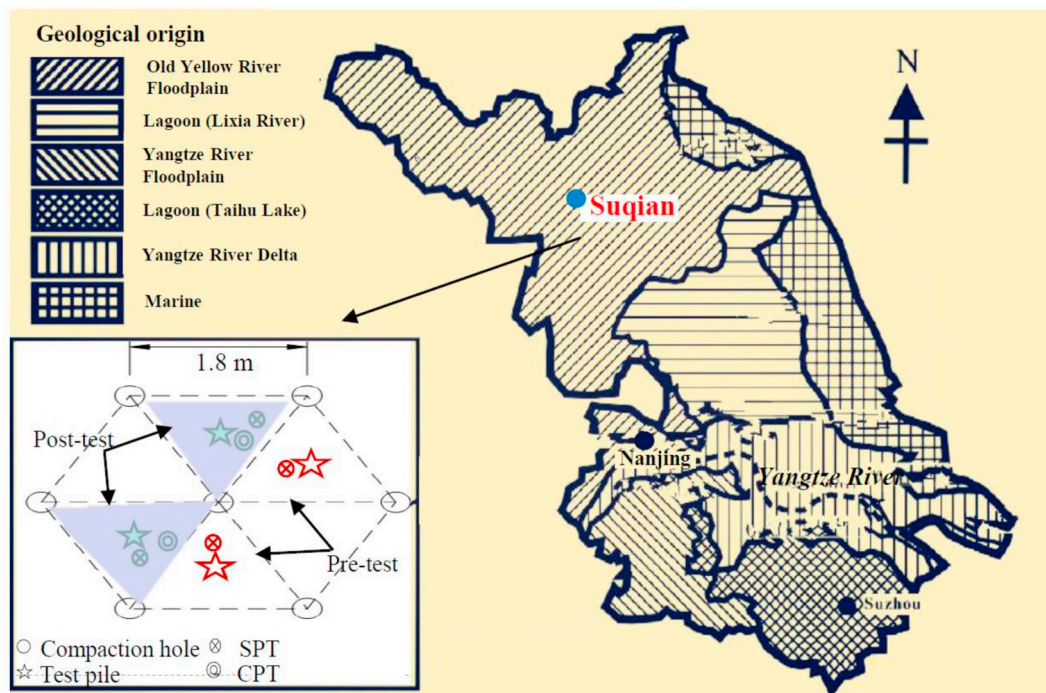 Geological origin
Old Yellow River
Floodplain
Lagoon (Lixia River)
Yangtze River
Floodplain
Lagoon (Taihu Lake)
Yangtze River Delta
Marine
N
Suqian
Nanjing
Yangtze River
Suzhou
1.8 m
Post-test
Pre-test
Compaction hole
SPT
Test pile
CPT